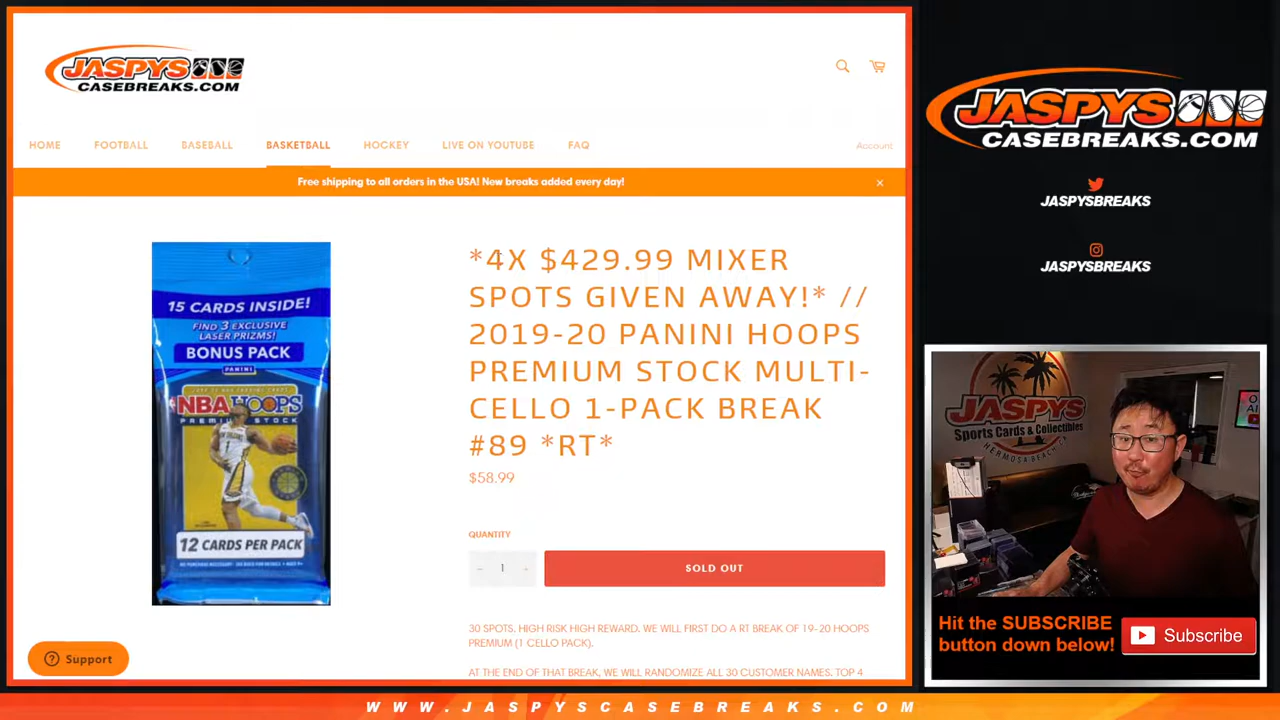 JASPYS
CASEBREAKS.COM
HOME
FOOTBALL
BASEBALL
BASKETBALL
HOCKEY
LIVE ON YOUTUBE
FAQ
Account
Free shipping to all orders in the USA! New breaks added every day!
×
15 CARDS INSIDE!
FIND 3 EXCLUSIVE
LASER PRIZMS!
BONUS PACK
PANINI
NBA HOOPS
PREMIUM STOCK
12 CARDS PER PACK
*4X $429.99 MIXER
SPOTS GIVEN AWAY!* //
2019-20 PANINI HOOPS
PREMIUM STOCK MULTI-
CELLO 1-PACK BREAK
#89 *RT*
$58.99
QUANTITY
− 1 +
SOLD OUT
30 SPOTS. HIGH RISK HIGH REWARD. WE WILL FIRST DO A RT BREAK OF 19-20 HOOPS
PREMIUM (1 CELLO PACK).
AT THE END OF THAT BREAK, WE WILL RANDOMIZE ALL 30 CUSTOMER NAMES. TOP 4
Support
JASPYS
CASEBREAKS.COM
JASPYSBREAKS
JASPYSBREAKS
JASPYS
Sports Cards & Collectibles
HERMOSA BEACH
Hit the SUBSCRIBE
button down below!
Subscribe
WWW.JASPYSCASEBREAKS.COM